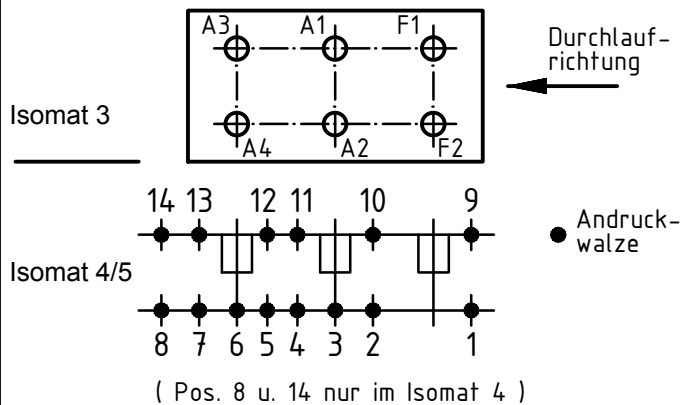 A3 A1 F1
Durchlauf-
richtung
Isomat 3
A4 A2 F2
14 13 12 11 10 9
Andruck-
walze
Isomat 4/5
8 7 6 5 4 3 2 1
( Pos. 8 u. 14 nur im Isomat 4 )